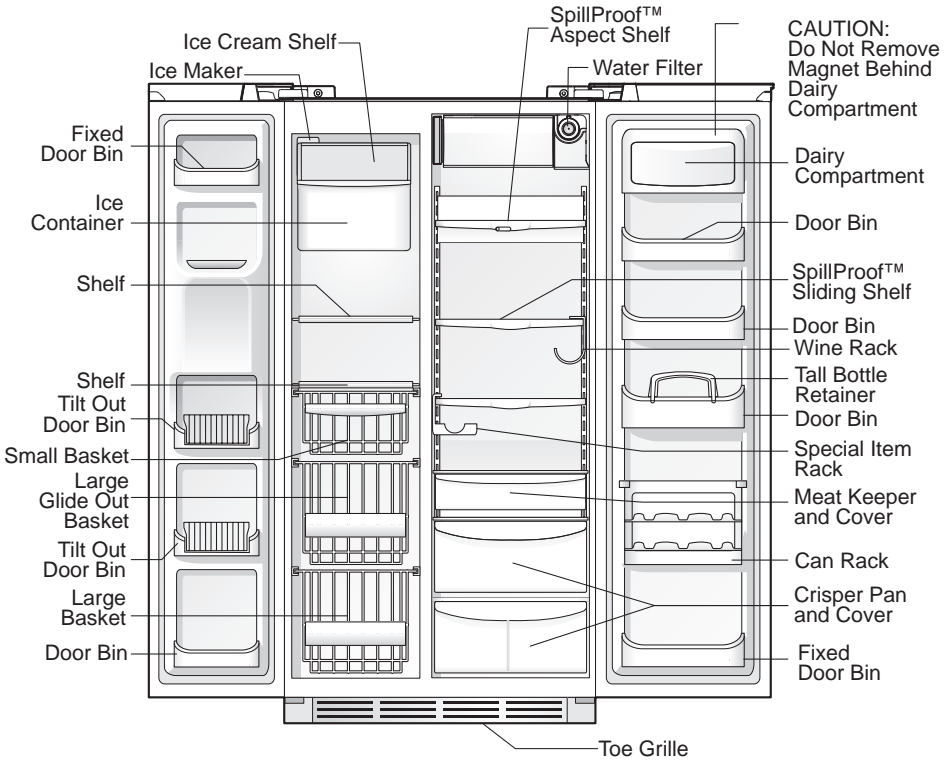 SpillProof™
Aspect Shelf
Ice Cream Shelf
Ice Maker
Water Filter
CAUTION:
Do Not Remove
Magnet Behind
Dairy
Compartment
Fixed
Door Bin
Dairy
Compartment
Ice
Container
Door Bin
Shelf
SpillProof™
Sliding Shelf
Door Bin
Wine Rack
Shelf
Tall Bottle
Retainer
Tilt Out
Door Bin
Door Bin
Small Basket
Special Item
Rack
Large
Glide Out
Basket
Meat Keeper
and Cover
Tilt Out
Door Bin
Can Rack
Large
Basket
Crisper Pan
and Cover
Door Bin
Fixed
Door Bin
Toe Grille